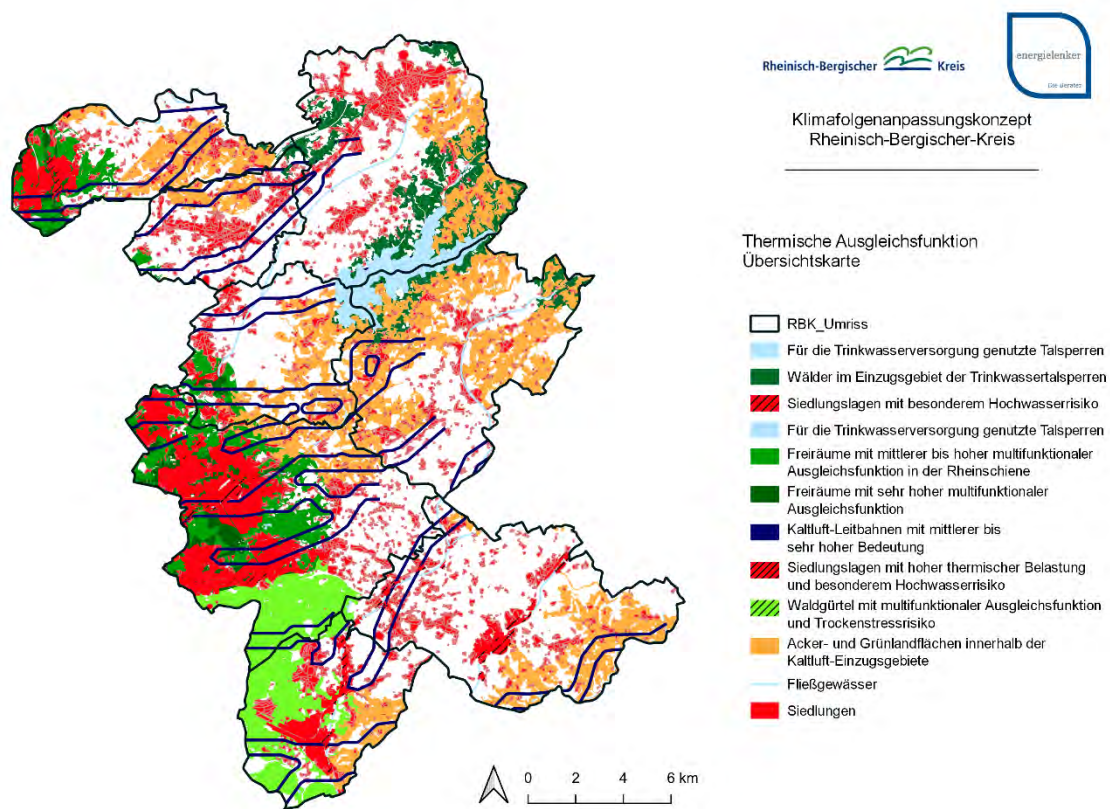 Rheinisch-Bergischer Kreis
energielenker
Die Berater
Klimafolgenanpassungskonzept
Rheinisch-Bergischer-Kreis
Thermische Ausgleichsfunktion
Übersichtskarte
RBK_Umriss
Für die Trinkwasserversorgung genutzte Talsperren
Wälder im Einzugsgebiet der Trinkwassertalsperren
Siedlungslagen mit besonderem Hochwasserrisiko
Für die Trinkwasserversorgung genutzte Talsperren
Freiräume mit mittlerer bis hoher multifunktionaler
Ausgleichsfunktion in der Rheinschiene
Freiräume mit sehr hoher multifunktionaler
Ausgleichsfunktion
Kaltluft-Leitbahnen mit mittlerer bis
sehr hoher Bedeutung
Siedlungslagen mit hoher thermischer Belastung
und besonderem Hochwasserrisiko
Waldgürtel mit multifunktionaler Ausgleichsfunktion
und Trockenstressrisiko
Acker- und Grünlandflächen innerhalb der
Kaltluft-Einzugsgebiete
Fließgewässer
Siedlungen
0 2 4 6 km